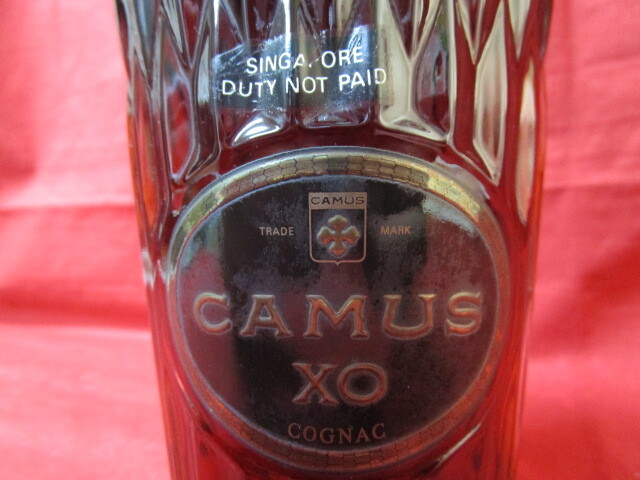 SINGA. ORE
DUTY NOT PAID
CAMUS
TRADE MARK
CAMUS
XO
COGNAC